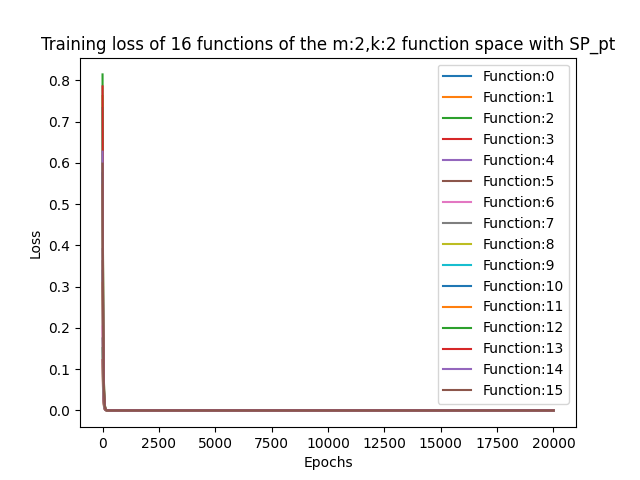 Training loss of 16 functions of the m:2,k:2 function space with SP_pt
Loss
0.8
0.7
0.6
0.5
0.4
0.3
0.2
0.1
0.0
Function:0
Function:1
Function:2
Function:3
Function:4
Function:5
Function:6
Function:7
Function:8
Function:9
Function:10
Function:11
Function:12
Function:13
Function:14
Function:15
0 2500 5000 7500 10000 12500 15000 17500 20000
Epochs